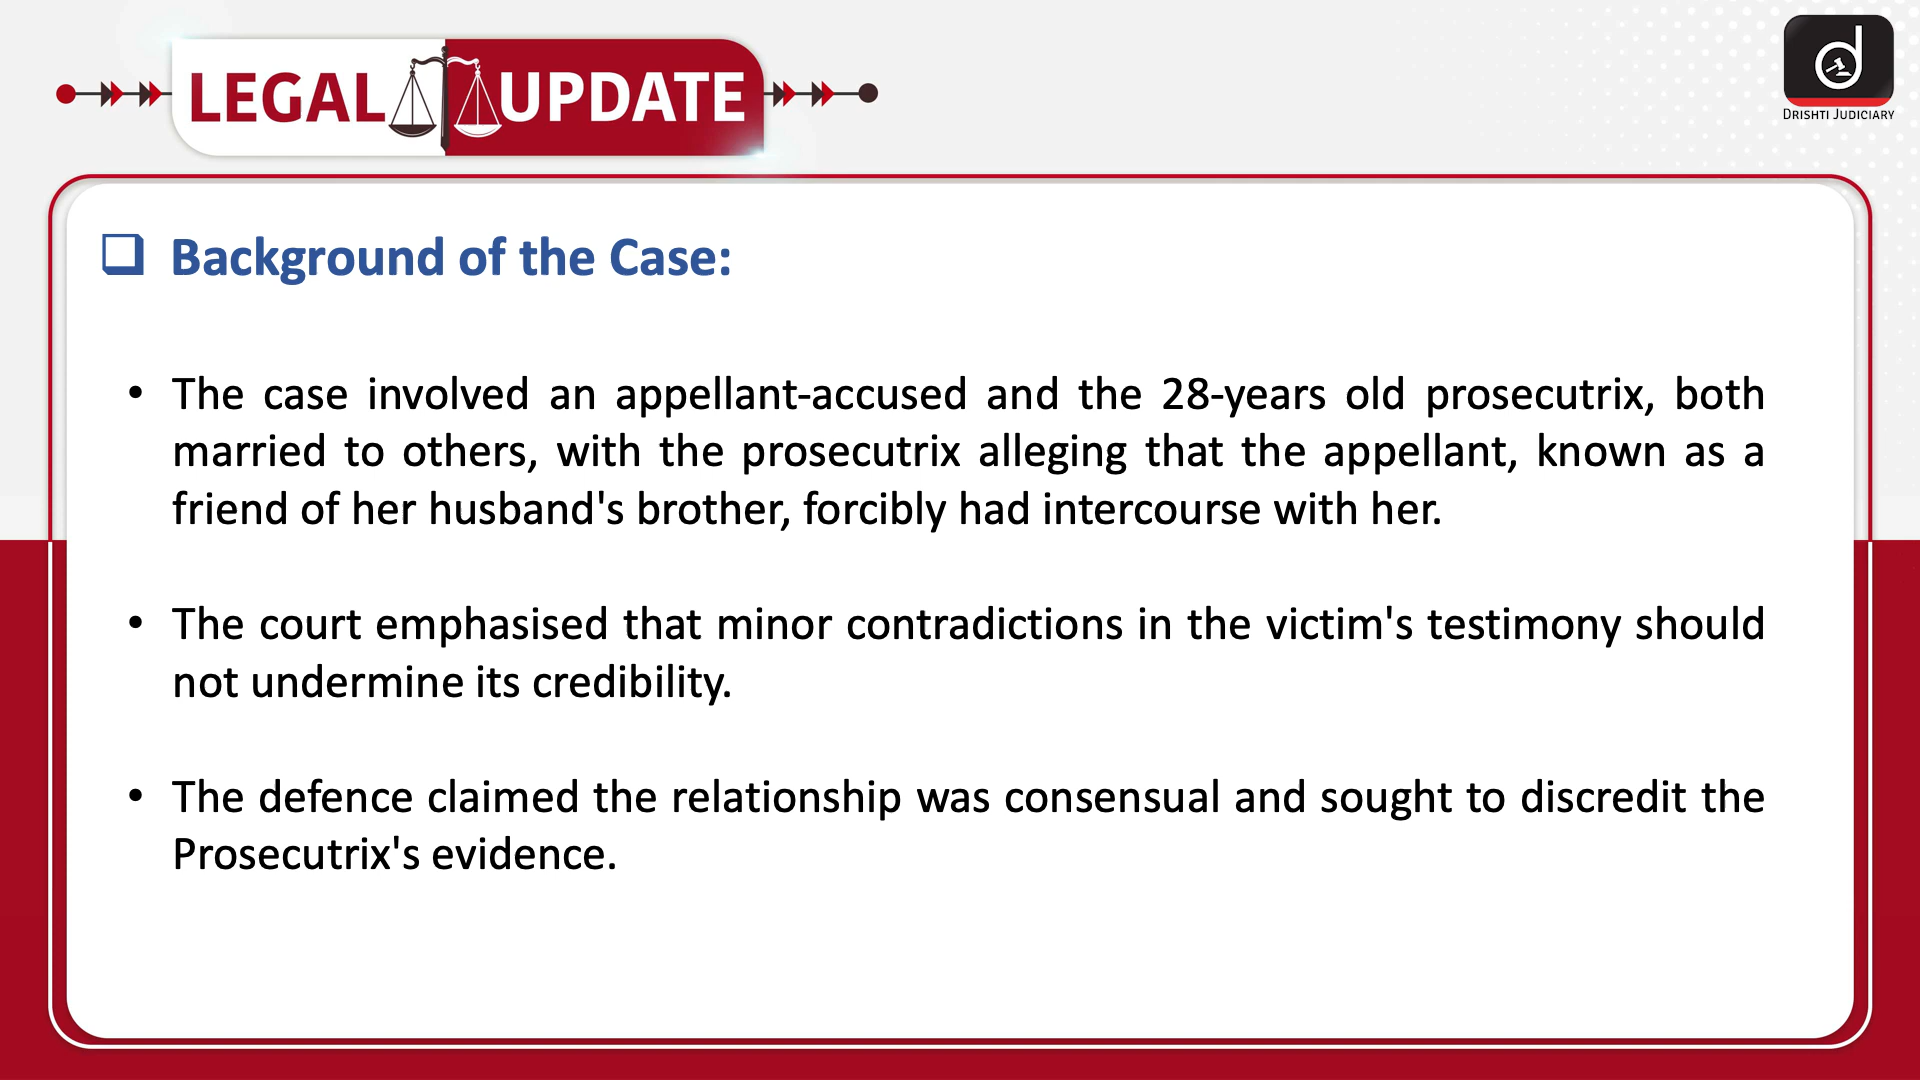 LEGAL UPDATE
DRISHTI JUDICIARY
Background of the Case:
• The case involved an appellant-accused and the 28-years old prosecutrix, both
married to others, with the prosecutrix alleging that the appellant, known as a
friend of her husband's brother, forcibly had intercourse with her.
• The court emphasised that minor contradictions in the victim's testimony should
not undermine its credibility.
• The defence claimed the relationship was consensual and sought to discredit the
Prosecutrix's evidence.